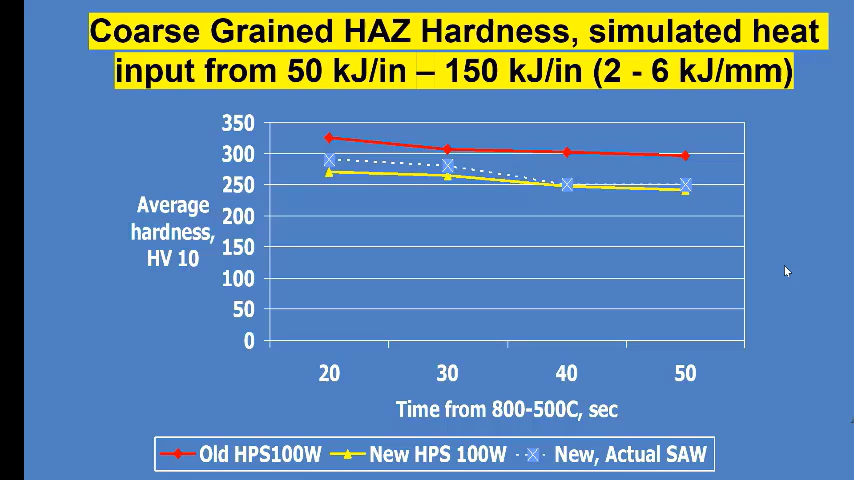 Coarse Grained HAZ Hardness, simulated heat
input from 50 kJ/in – 150 kJ/in (2 - 6 kJ/mm)
350
300
250
200
150
100
50
0
Average
hardness,
HV 10
20 30 40 50
Time from 800-500C, sec
Old HPS100W New HPS 100W New, Actual SAW